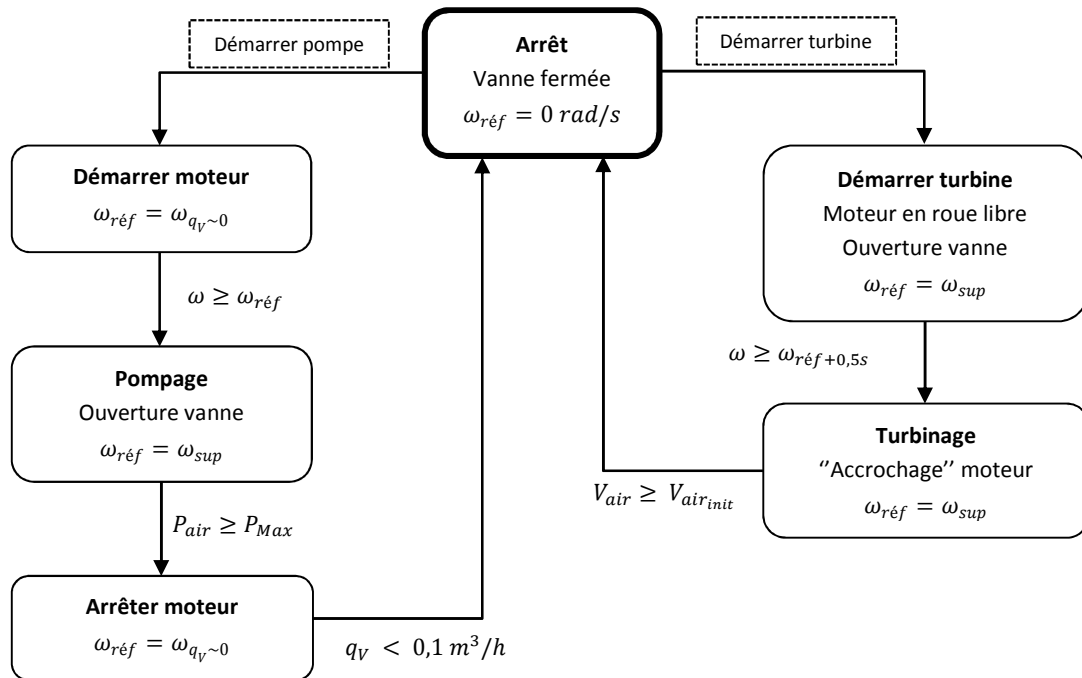 Démarrer pompe
Arrêt
Vanne fermée
ω_réf = 0 rad/s
Démarrer turbine
Démarrer moteur
ω_réf = ω_{q_V~0}
ω ≥ ω_réf
Pompage
Ouverture vanne
ω_réf = ω_sup
P_air ≥ P_Max
Arrêter moteur
ω_réf = ω_{q_V~0}
q_V < 0,1 m³/h
Démarrer turbine
Moteur en roue libre
Ouverture vanne
ω_réf = ω_sup
ω ≥ ω_{réf+0,5s}
Turbinage
‘’Accrochage’’ moteur
ω_réf = ω_sup
V_air ≥ V_{air_init}